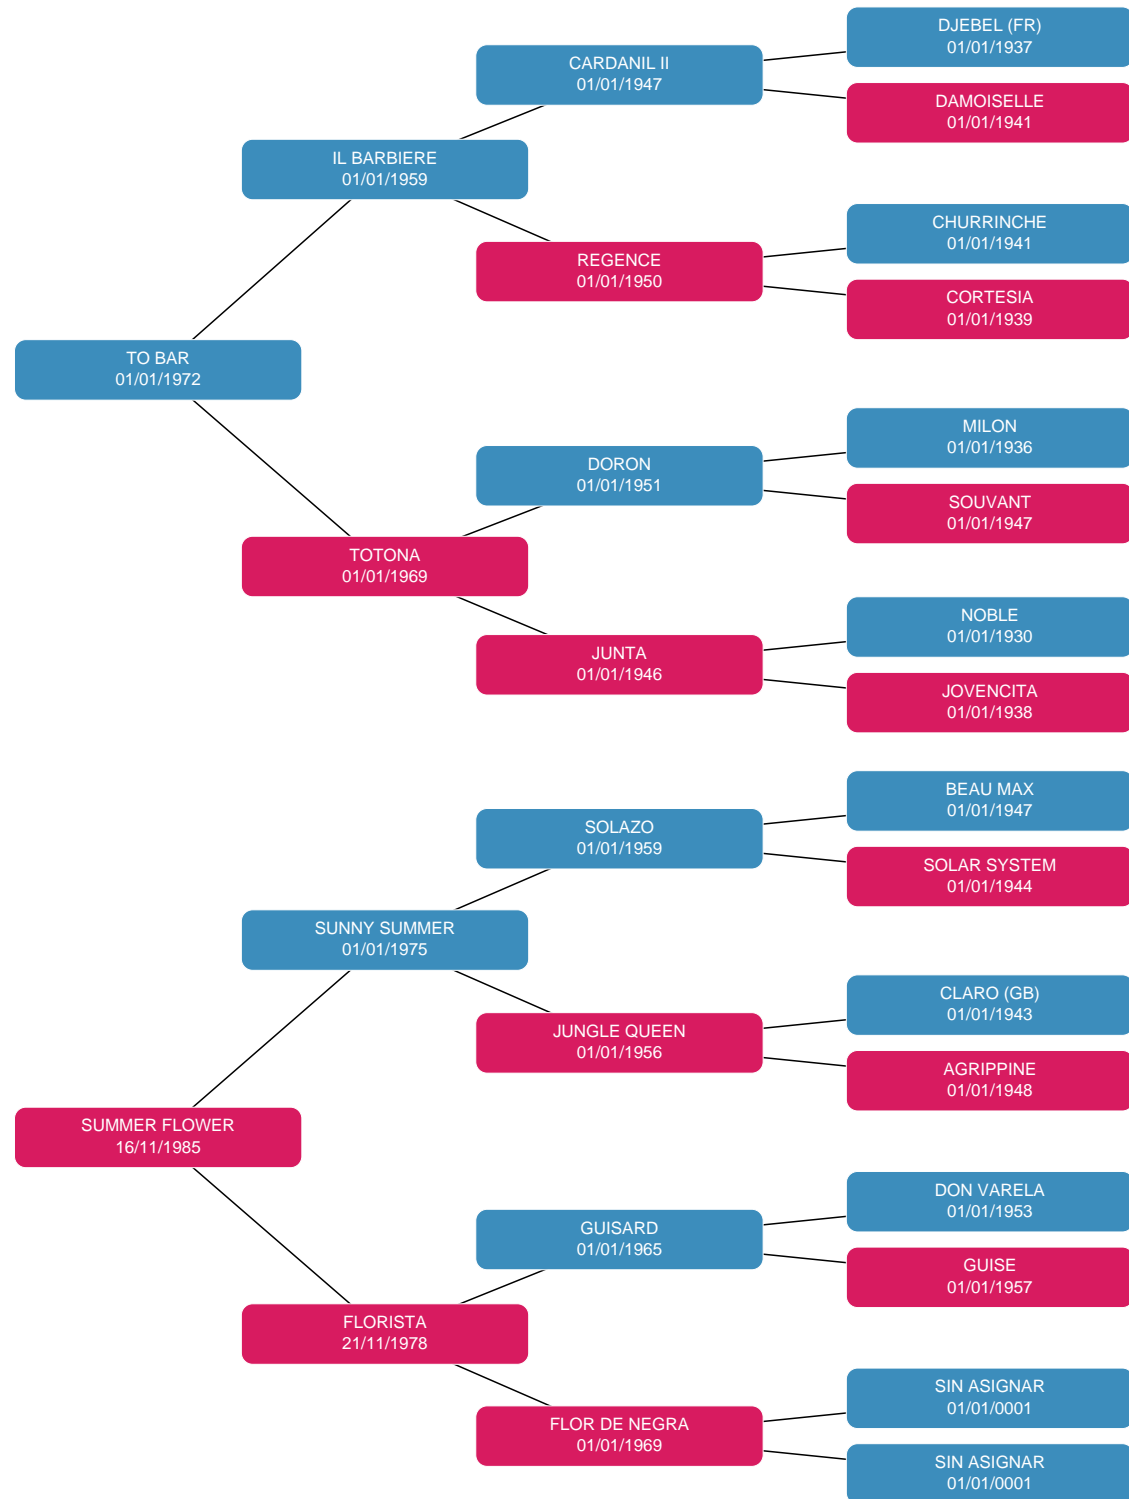 DJEBEL (FR)
01/01/1937
CARDANIL II
01/01/1947
DAMOISELLE
01/01/1941
IL BARBIERE
01/01/1959
CHURRINCHE
01/01/1941
REGENCE
01/01/1950
CORTESIA
01/01/1939
TO BAR
01/01/1972
MILON
01/01/1936
DORON
01/01/1951
SOUVANT
01/01/1947
TOTONA
01/01/1969
NOBLE
01/01/1930
JUNTA
01/01/1946
JOVENCITA
01/01/1938
BEAU MAX
01/01/1947
SOLAZO
01/01/1959
SOLAR SYSTEM
01/01/1944
SUNNY SUMMER
01/01/1975
CLARO (GB)
01/01/1943
JUNGLE QUEEN
01/01/1956
AGRIPPINE
01/01/1948
SUMMER FLOWER
16/11/1985
DON VARELA
01/01/1953
GUISARD
01/01/1965
GUISE
01/01/1957
FLORISTA
21/11/1978
SIN ASIGNAR
01/01/0001
FLOR DE NEGRA
01/01/1969
SIN ASIGNAR
01/01/0001